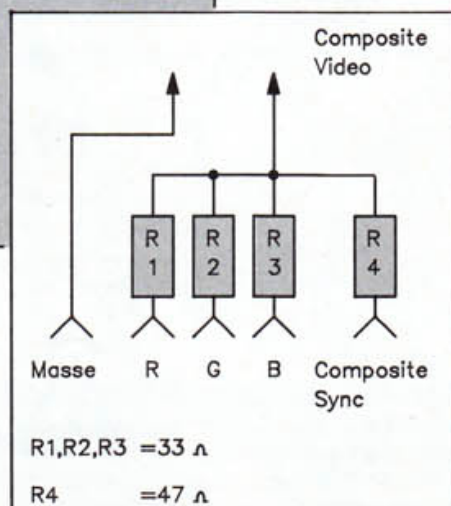 Composite
Video
R
1
R
2
R
3
R
4
Masse
R
G
B
Composite
Sync
R1,R2,R3 =33 Ω
R4 =47 Ω